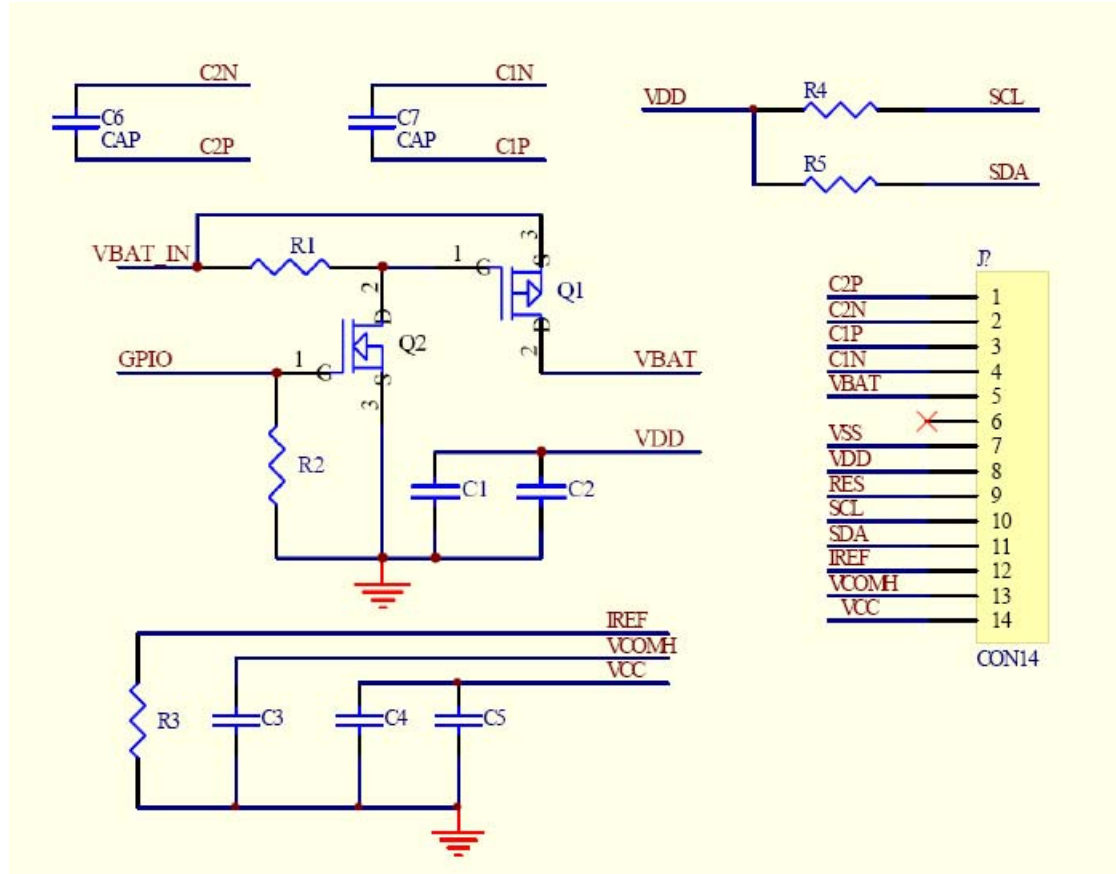 C2N
C6
CAP
C2P
C1N
C7
CAP
C1P
VDD
R4
SCL
R5
SDA
VBAT_IN
R1
1
G
3
S
Q1
D
2
VBAT
2
D
Q2
GPIO
1
G
S
3
R2
VDD
C1
C2
IREF
VCOMH
VCC
R3
C3
C4
C5
J?
C2P 1
C2N 2
C1P 3
C1N 4
VBAT 5
6
VSS 7
VDD 8
RES 9
SCL 10
SDA 11
IREF 12
VCOMH 13
VCC 14
CON14